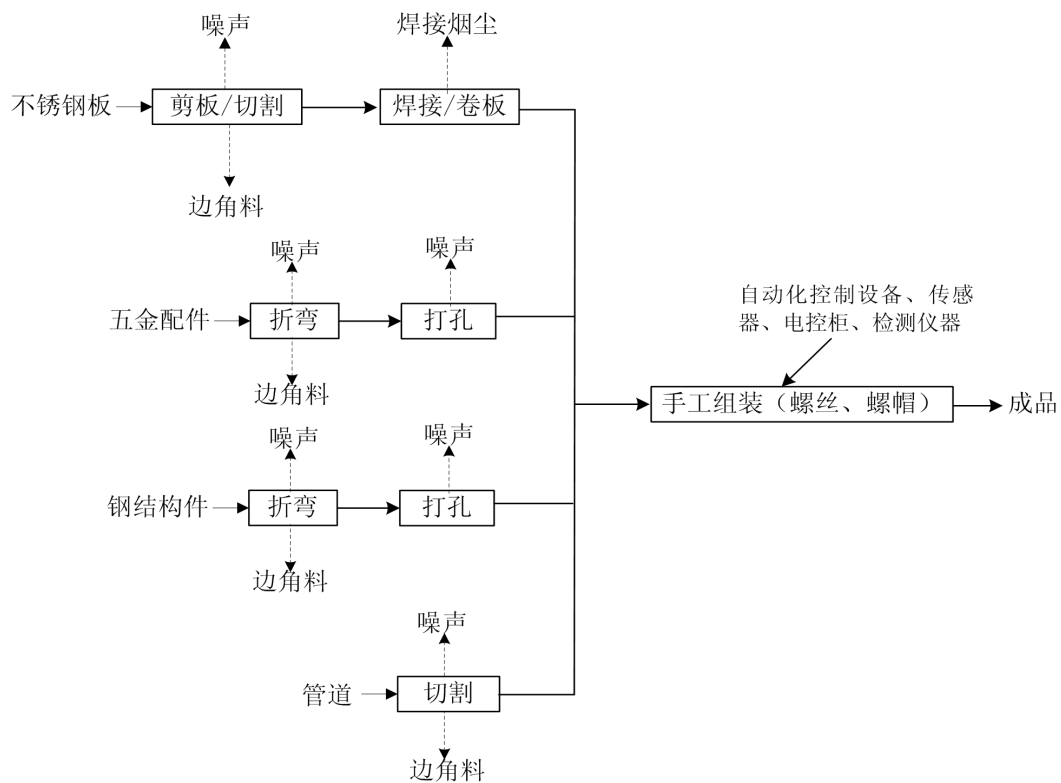 噪声
焊接烟尘
不锈钢板
剪板/切割
焊接/卷板
边角料
噪声
噪声
五金配件
折弯
打孔
边角料
自动化控制设备、传感
器、电控柜、检测仪器
手工组装（螺丝、螺帽）
成品
噪声
噪声
钢结构件
折弯
打孔
边角料
噪声
管道
切割
边角料